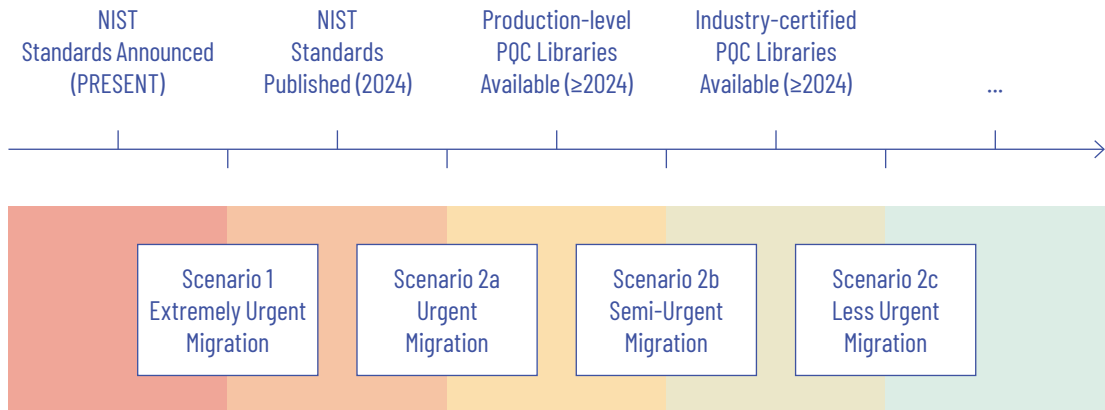 NIST
Standards Announced
(PRESENT)
NIST
Standards
Published (2024)
Production-level
PQC Libraries
Available (≥2024)
Industry-certified
PQC Libraries
Available (≥2024)
...
Scenario 1
Extremely Urgent
Migration
Scenario 2a
Urgent
Migration
Scenario 2b
Semi-Urgent
Migration
Scenario 2c
Less Urgent
Migration